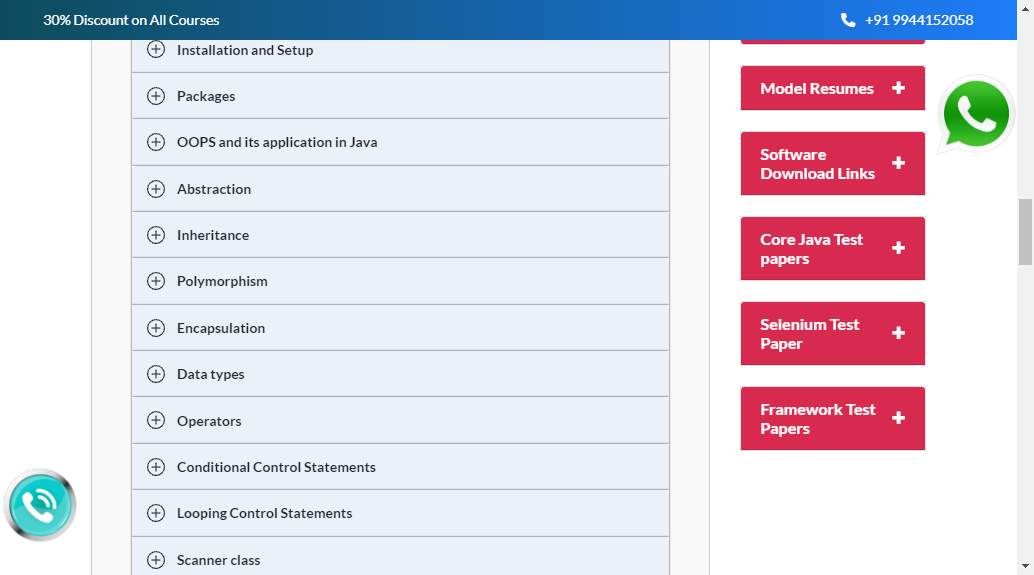 30% Discount on All Courses
+91 9944152058
Installation and Setup
Packages
OOPS and its application in Java
Abstraction
Inheritance
Polymorphism
Encapsulation
Data types
Operators
Conditional Control Statements
Looping Control Statements
Scanner class
Model Resumes
Software
Download Links
Core Java Test
papers
Selenium Test
Paper
Framework Test
Papers